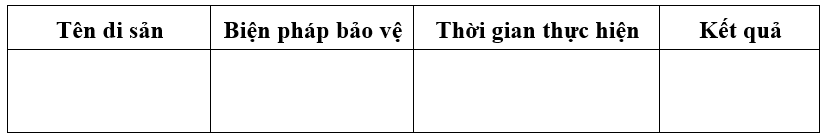 Tên di sản Biện pháp bảo vệ Thời gian thực hiện Kết quả